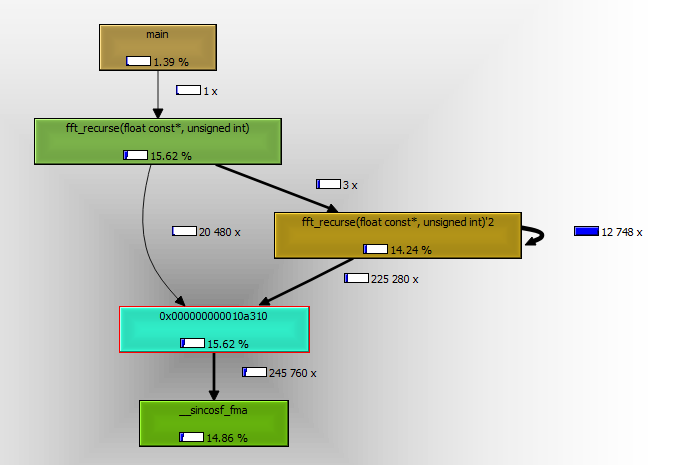 main
1.39 %
1 x
fft_recurse(float const*, unsigned int)
15.62 %
3 x
fft_recurse(float const*, unsigned int)'2
14.24 %
20 480 x
12 748 x
225 280 x
0x000000000010a310
15.62 %
245 760 x
__sincosf_fma
14.86 %